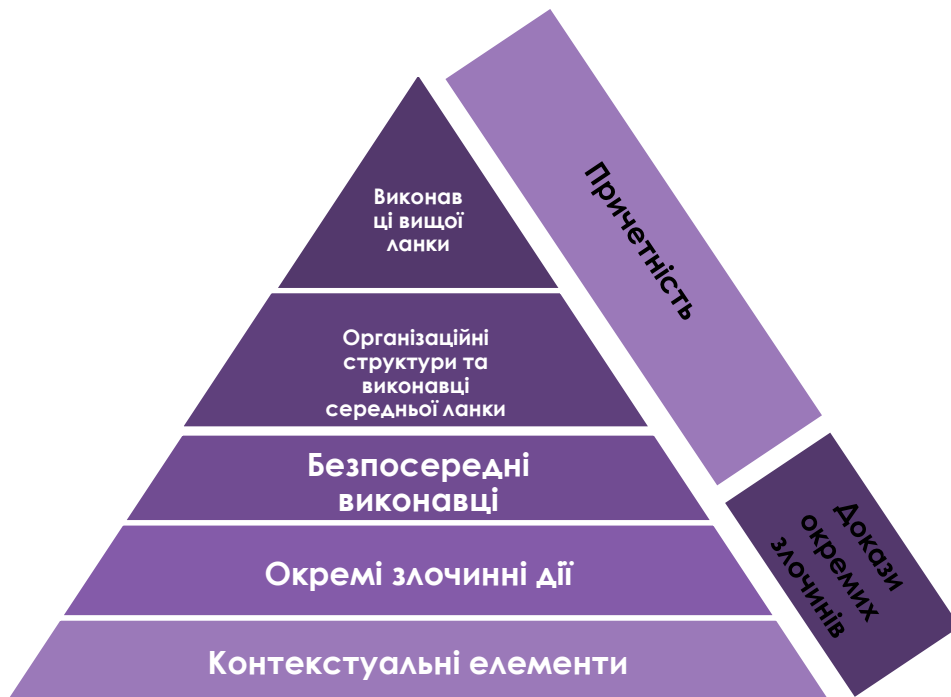 Виконав
ці вищої
ланки
Організаційні
структури та
виконавці
середньої ланки
Безпосередні
виконавці
Окремі злочинні дії
Контекстуальні елементи
Причетність
Докази
окремих
злочинів